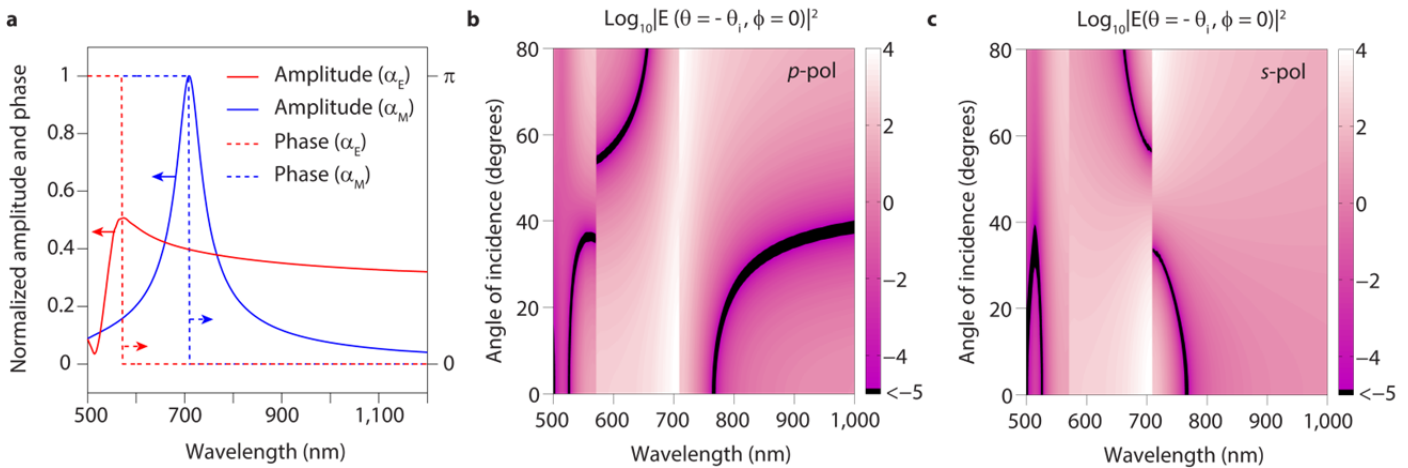 a
Normalized amplitude and phase
1
0.8
0.6
0.4
0.2
0
π
0
Amplitude (αE)
Amplitude (αM)
Phase (αE)
Phase (αM)
500 700 900 1,100
Wavelength (nm)
b
Log10|E (θ = - θi, ϕ = 0)|²
Angle of incidence (degrees)
80
60
40
20
0
p-pol
500 600 700 800 900 1,000
Wavelength (nm)
4
2
0
−2
−4
<−5
c
Log10|E(θ = - θi, ϕ = 0)|²
Angle of incidence (degrees)
80
60
40
20
0
s-pol
500 600 700 800 900 1,000
Wavelength (nm)
4
2
0
−2
−4
<−5